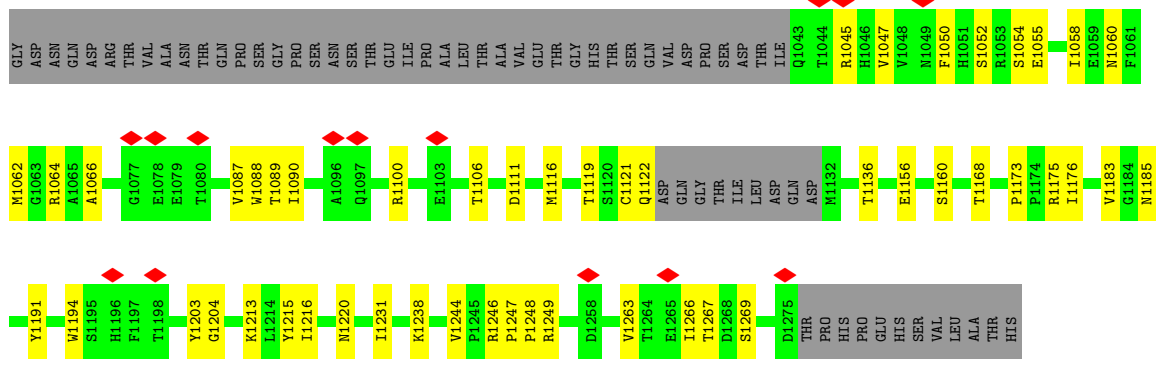 GLY ASP ASN GLN ASP ARG THR VAL ALA ASN THR GLN PRO SER GLY PRO SER ASN SER THR GLU ILE PRO ALA LEU THR ALA VAL GLU THR GLY HIS THR SER GLN VAL ASP PRO SER ASP THR ILE Q1043 T1044 R1045 H1046 V1047 V1048 N1049 F1050 H1051 S1052 R1053 S1054 E1055 I1058 E1059 N1060 F1061
M1062 G1063 R1064 A1065 A1066 G1077 E1078 E1079 T1080 V1087 W1088 T1089 I1090 A1096 Q1097 R1100 E1103 T1106 D1111 M1116 T1119 S1120 C1121 Q1122 ASP GLN GLY THR ILE LEU ASP GLN ASP M1132 T1136 E1156 S1160 T1168 P1173 P1174 R1175 I1176 V1183 G1184 N1185
Y1191 W1194 S1195 H1196 F1197 T1198 Y1203 G1204 K1213 L1214 Y1215 I1216 N1220 I1231 K1238 V1244 P1245 R1246 P1247 P1248 R1249 D1258 V1263 T1264 E1265 I1266 T1267 D1268 S1269 D1275 THR PRO HIS PRO GLU HIS SER VAL LEU ALA THR HIS